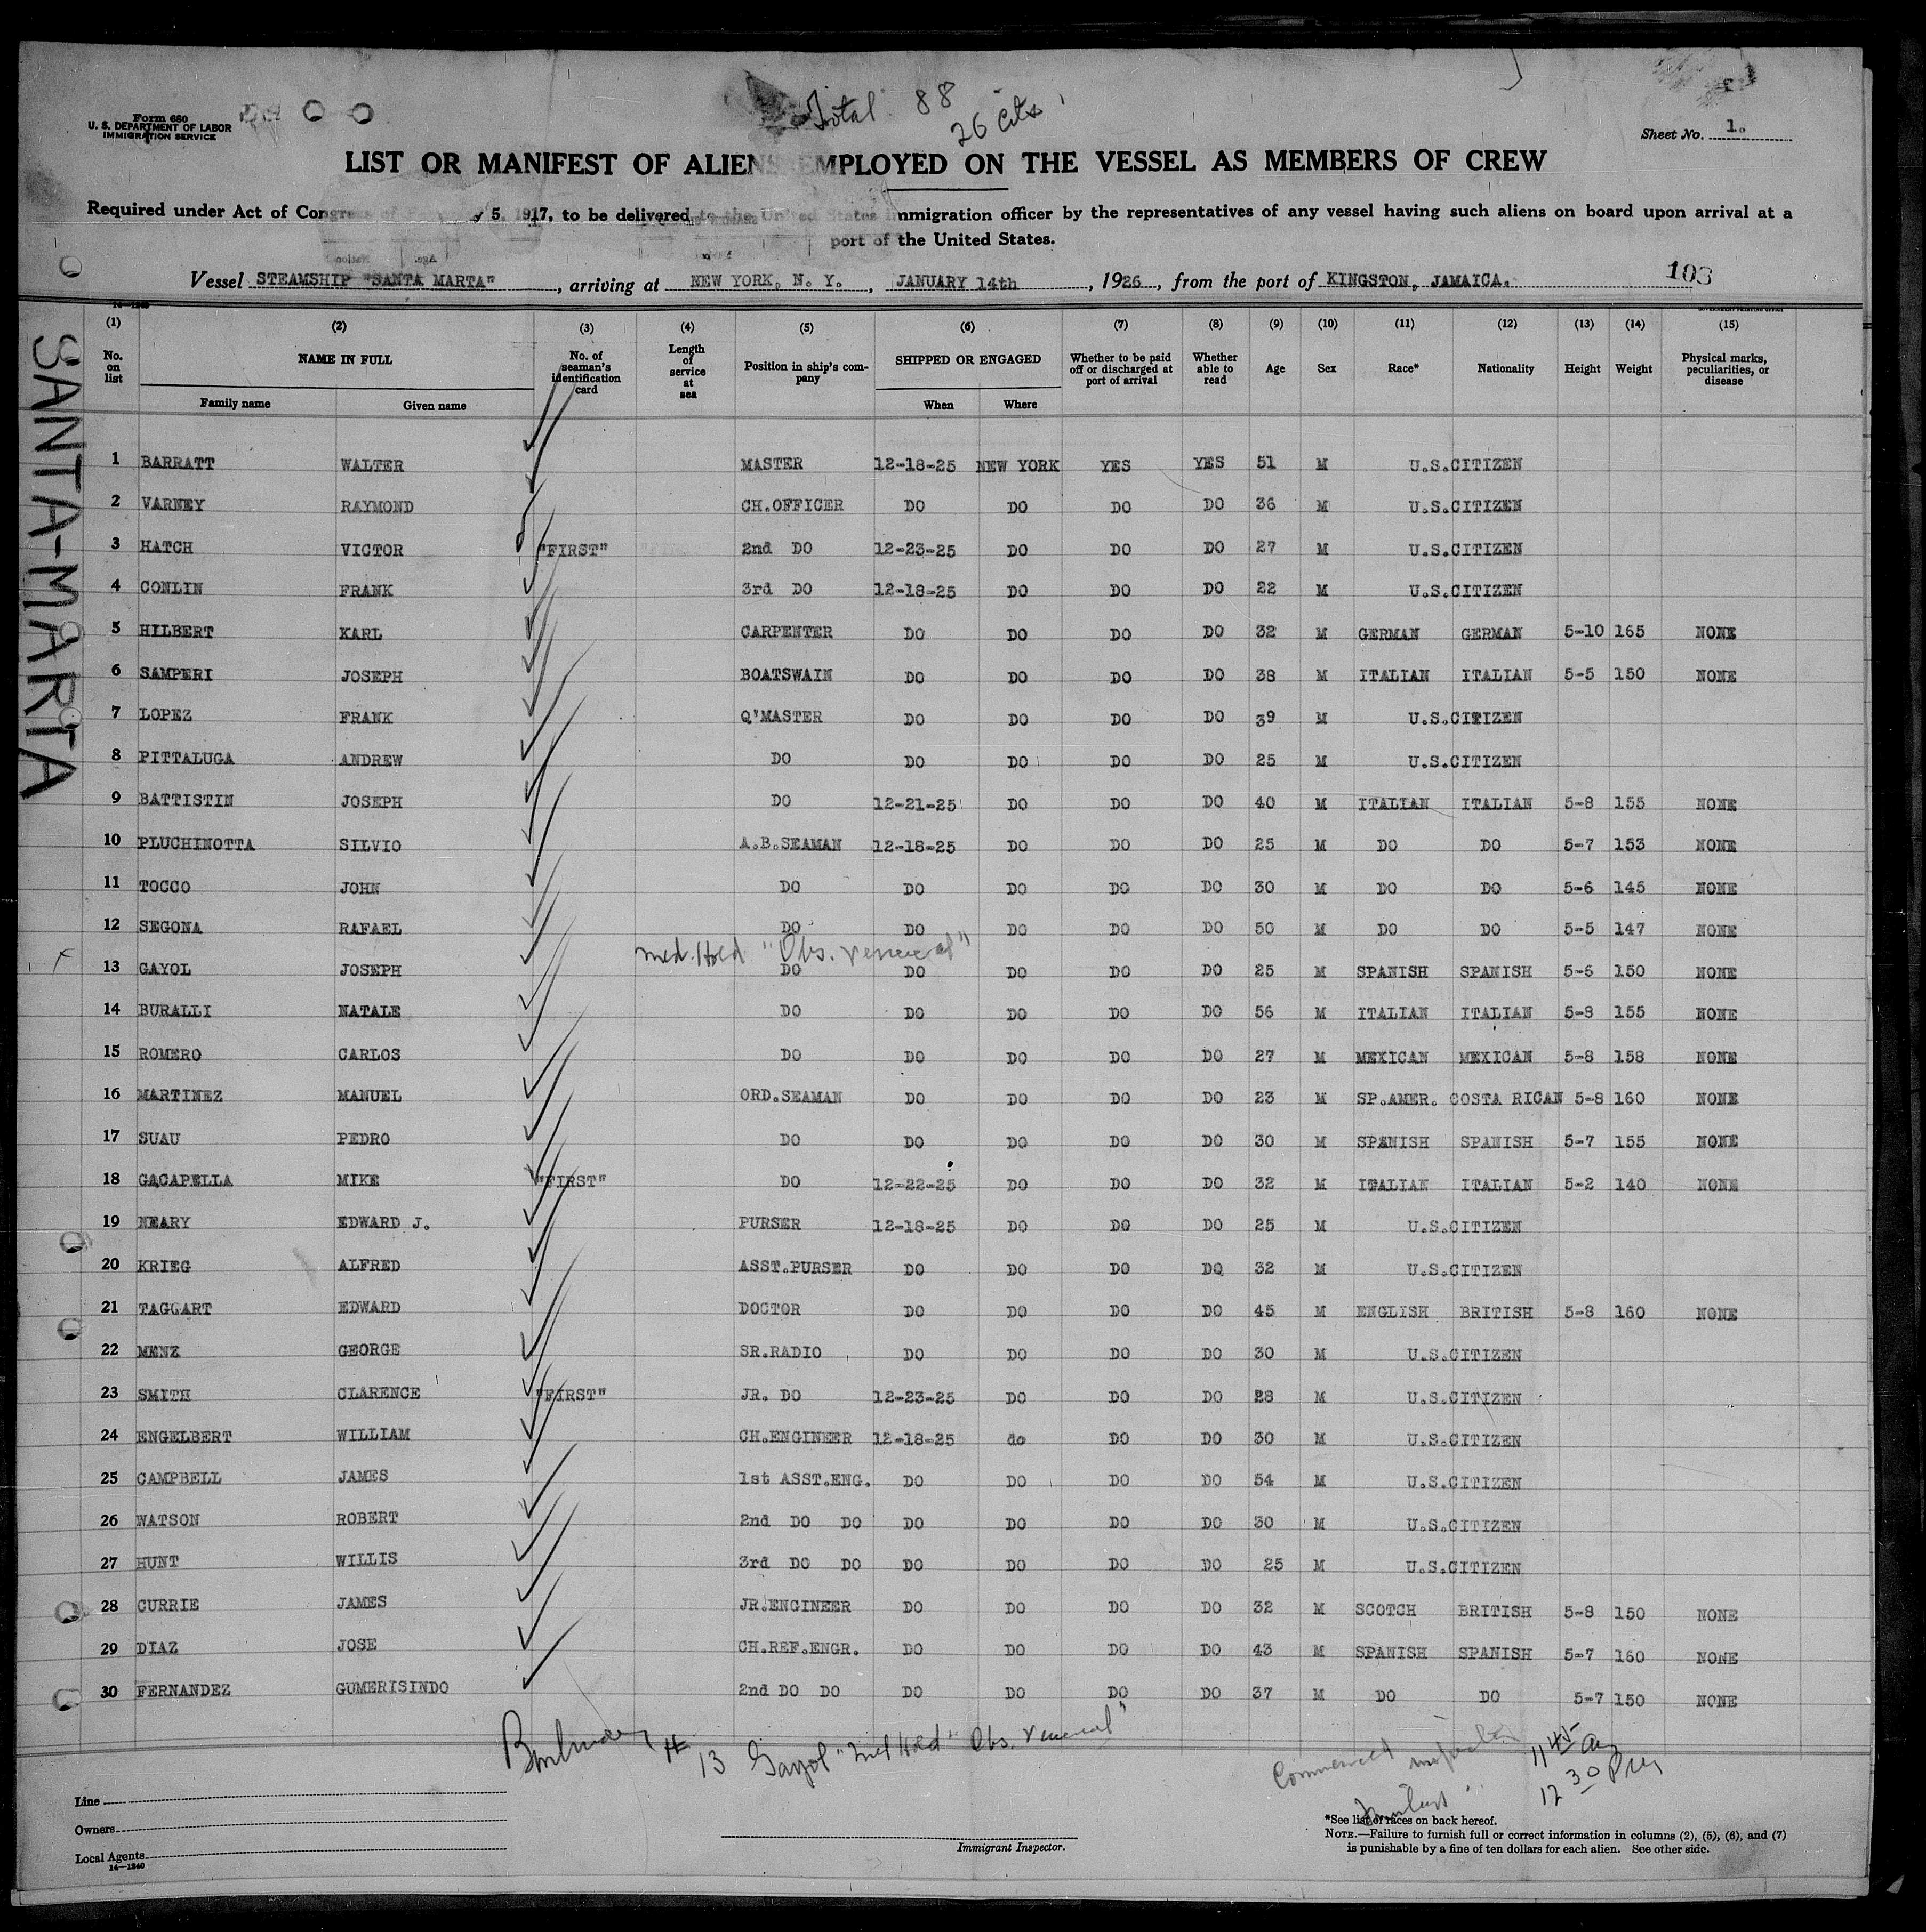 Total 88
26 Cits
Form 680
U. S. DEPARTMENT OF LABOR
IMMIGRATION SERVICE
Sheet No. 1.
LIST OR MANIFEST OF ALIENS EMPLOYED ON THE VESSEL AS MEMBERS OF CREW
Required under Act of Congress of February 5, 1917, to be delivered to the United States immigration officer by the representatives of any vessel having such aliens on board upon arrival at a
port of the United States.
Vessel STEAMSHIP "SANTA MARTA", arriving at NEW YORK, N. Y., JANUARY 14th, 1926, from the port of KINGSTON, JAMAICA.
103
SANTA-MARTA
(1) (2) (3) (4) (5) (6) (7) (8) (9) (10) (11) (12) (13) (14) (15)
No. on list NAME IN FULL Family name Given name No. of seaman's identification card Length of service at sea Position in ship's company SHIPPED OR ENGAGED When Where Whether to be paid off or discharged at port of arrival Whether able to read Age Sex Race* Nationality Height Weight Physical marks, peculiarities, or disease
1 BARRATT WALTER MASTER 12-18-25 NEW YORK YES YES 51 M U.S.CITIZEN
2 VARNEY RAYMOND CH.OFFICER DO DO DO DO 36 M U.S.CITIZEN
3 HATCH VICTOR "FIRST" 2nd DO 12-23-25 DO DO DO 27 M U.S.CITIZEN
4 CONLIN FRANK 3rd DO 12-18-25 DO DO DO 22 M U.S.CITIZEN
5 HILBERT KARL CARPENTER DO DO DO DO 32 M GERMAN GERMAN 5-10 165 NONE
6 SAMPERI JOSEPH BOATSWAIN DO DO DO DO 38 M ITALIAN ITALIAN 5-5 150 NONE
7 LOPEZ FRANK Q'MASTER DO DO DO DO 39 M U.S.CITIZEN
8 PITTALUGA ANDREW DO DO DO DO DO 25 M U.S.CITIZEN
9 BATTISTIN JOSEPH DO 12-21-25 DO DO DO 40 M ITALIAN ITALIAN 5-8 155 NONE
10 PLUCHINOTTA SILVIO A.B.SEAMAN 12-18-25 DO DO DO 25 M DO DO 5-7 153 NONE
11 TOCCO JOHN DO DO DO DO DO 30 M DO DO 5-6 145 NONE
12 SEGONA RAFAEL DO DO DO DO DO 50 M DO DO 5-5 147 NONE
Med. Hold "Obs. venereal"
13 GAYOL JOSEPH DO DO DO DO DO 25 M SPANISH SPANISH 5-6 150 NONE
14 BURALLI NATALE DO DO DO DO DO 56 M ITALIAN ITALIAN 5-8 155 NONE
15 ROMERO CARLOS DO DO DO DO DO 27 M MEXICAN MEXICAN 5-8 158 NONE
16 MARTINEZ MANUEL ORD.SEAMAN DO DO DO DO 23 M SP.AMER. COSTA RICAN 5-8 160 NONE
17 SUAU PEDRO DO DO DO DO DO 30 M SPANISH SPANISH 5-7 155 NONE
18 GACAPELLA MIKE "FIRST" DO 12-22-25 DO DO DO 32 M ITALIAN ITALIAN 5-2 140 NONE
19 NEARY EDWARD J. PURSER 12-18-25 DO DO DO 25 M U.S.CITIZEN
20 KRIEG ALFRED ASST.PURSER DO DO DO DO 32 M U.S.CITIZEN
21 TAGGART EDWARD DOCTOR DO DO DO DO 45 M ENGLISH BRITISH 5-8 160 NONE
22 MENZ GEORGE SR.RADIO DO DO DO DO 30 M U.S.CITIZEN
23 SMITH CLARENCE "FIRST" JR. DO 12-23-25 DO DO DO 28 M U.S.CITIZEN
24 ENGELBERT WILLIAM CH.ENGINEER 12-18-25 do DO DO 30 M U.S.CITIZEN
25 CAMPBELL JAMES 1st ASST.ENG. DO DO DO DO 54 M U.S.CITIZEN
26 WATSON ROBERT 2nd DO DO DO DO DO DO 30 M U.S.CITIZEN
27 HUNT WILLIS 3rd DO DO DO DO DO DO 25 M U.S.CITIZEN
28 CURRIE JAMES JR.ENGINEER DO DO DO DO 32 M SCOTCH BRITISH 5-8 150 NONE
29 DIAZ JOSE CH.REF.ENGR. DO DO DO DO 43 M SPANISH SPANISH 5-7 160 NONE
30 FERNANDEZ GUMERISINDO 2nd DO DO DO DO DO DO 37 M DO DO 5-7 150 NONE
# 13 Gayol "Med Hold" Obs. venereal"
Commenced 11 45 am
12 30 Pm
Line
Owners
Local Agents
14-1240
Immigrant Inspector.
*See list of races on back hereof.
NOTE.—Failure to furnish full or correct information in columns (2), (5), (6), and (7)
is punishable by a fine of ten dollars for each alien. See other side.